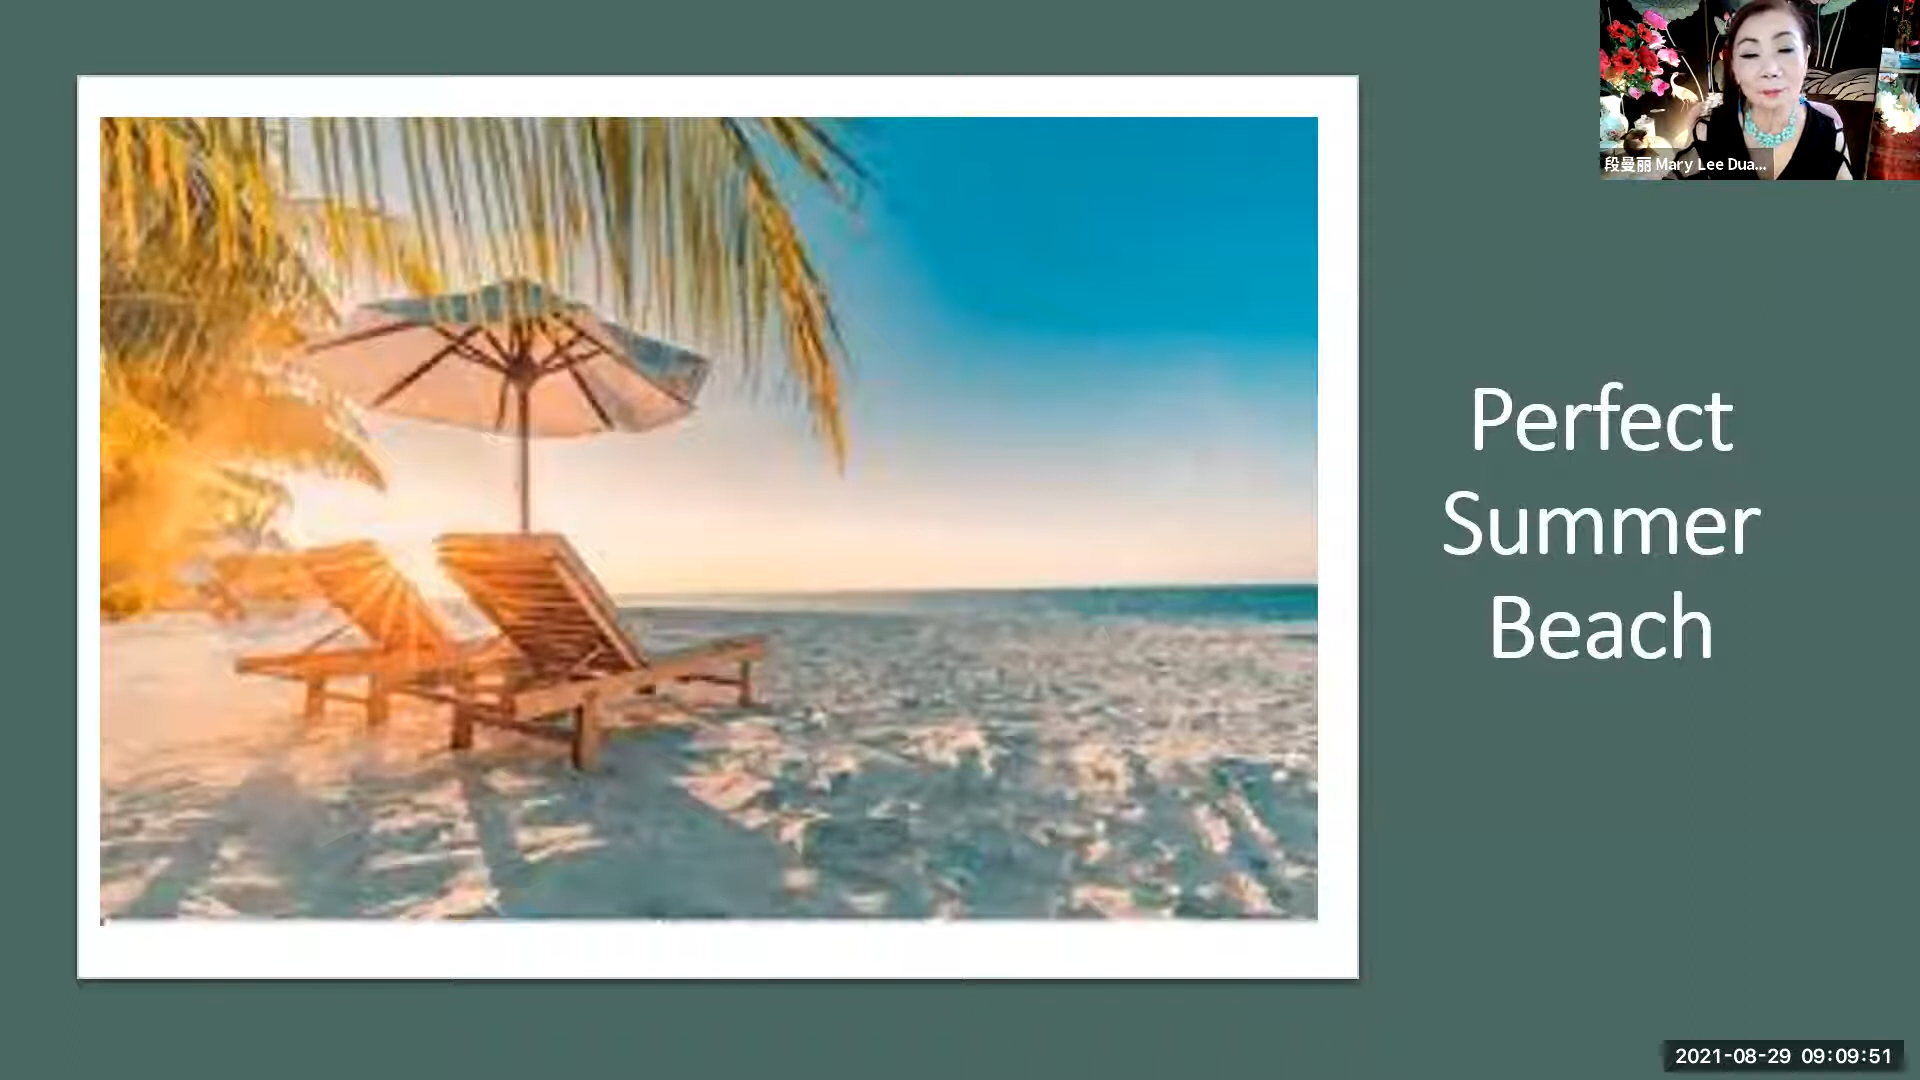 段曼丽 Mary Lee Dua...
Perfect
Summer
Beach
2021-08-29 09:09:51